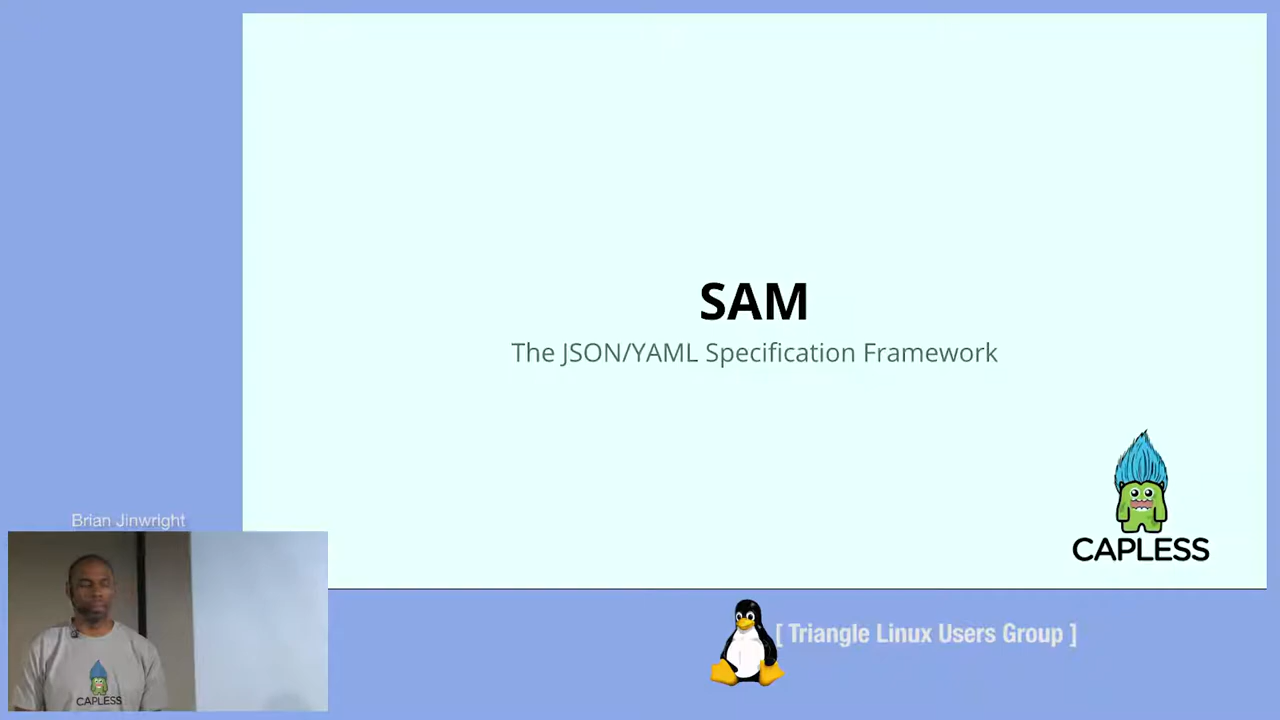 SAM
The JSON/YAML Specification Framework
CAPLESS
Brian Jinwright
CAPLESS
[ Triangle Linux Users Group ]